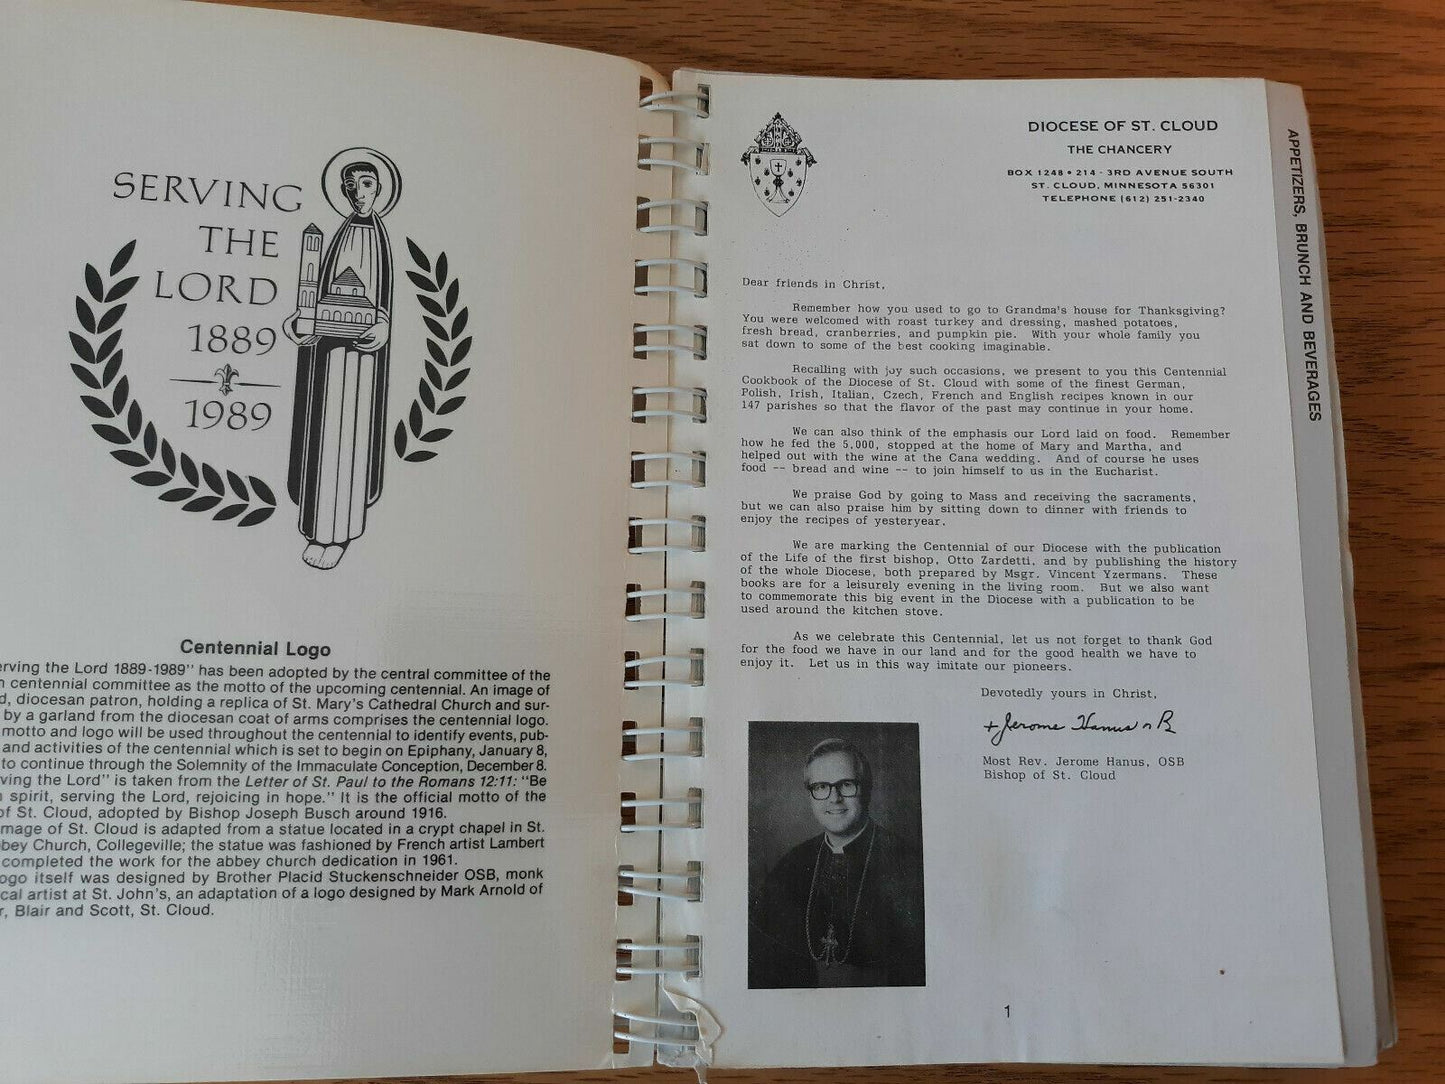 SERVING
THE
LORD
1889
1989
Centennial Logo
erving the Lord 1889-1989" has been adopted by the central committee of the
centennial committee as the motto of the upcoming centennial. An image of
d, diocesan patron, holding a replica of St. Mary's Cathedral Church and sur-
by a garland from the diocesan coat of arms comprises the centennial logo.
motto and logo will be used throughout the centennial to identify events, pub-
and activities of the centennial which is set to begin on Epiphany, January 8,
to continue through the Solemnity of the Immaculate Conception, December 8.
ving the Lord" is taken from the Letter of St. Paul to the Romans 12:11: "Be
spirit, serving the Lord, rejoicing in hope." It is the official motto of the
of St. Cloud, adopted by Bishop Joseph Busch around 1916.
mage of St. Cloud is adapted from a statue located in a crypt chapel in St.
bey Church, Collegeville; the statue was fashioned by French artist Lambert
completed the work for the abbey church dedication in 1961.
ogo itself was designed by Brother Placid Stuckenschneider OSB, monk
cal artist at St. John's, an adaptation of a logo designed by Mark Arnold of
r, Blair and Scott, St. Cloud.
DIOCESE OF ST. CLOUD
THE CHANCERY
BOX 1248 • 214 - 3RD AVENUE SOUTH
ST. CLOUD, MINNESOTA 56301
TELEPHONE (612) 251-2340
Dear friends in Christ,
Remember how you used to go to Grandma's house for Thanksgiving?
You were welcomed with roast turkey and dressing, mashed potatoes,
fresh bread, cranberries, and pumpkin pie. With your whole family you
sat down to some of the best cooking imaginable.
Recalling with joy such occasions, we present to you this Centennial
Cookbook of the Diocese of St. Cloud with some of the finest German,
Polish, Irish, Italian, Czech, French and English recipes known in our
147 parishes so that the flavor of the past may continue in your home.
We can also think of the emphasis our Lord laid on food. Remember
how he fed the 5,000, stopped at the home of Mary and Martha, and
helped out with the wine at the Cana wedding. And of course he uses
food -- bread and wine -- to join himself to us in the Eucharist.
We praise God by going to Mass and receiving the sacraments,
but we can also praise him by sitting down to dinner with friends to
enjoy the recipes of yesteryear.
We are marking the Centennial of our Diocese with the publication
of the Life of the first bishop, Otto Zardetti, and by publishing the history
of the whole Diocese, both prepared by Msgr. Vincent Yzermans. These
books are for a leisurely evening in the living room. But we also want
to commemorate this big event in the Diocese with a publication to be
used around the kitchen stove.
As we celebrate this Centennial, let us not forget to thank God
for the food we have in our land and for the good health we have to
enjoy it. Let us in this way imitate our pioneers.
Devotedly yours in Christ,
+ Jerome Hanus
Most Rev. Jerome Hanus, OSB
Bishop of St. Cloud
1
APPETIZERS, BRUNCH AND BEVERAGES